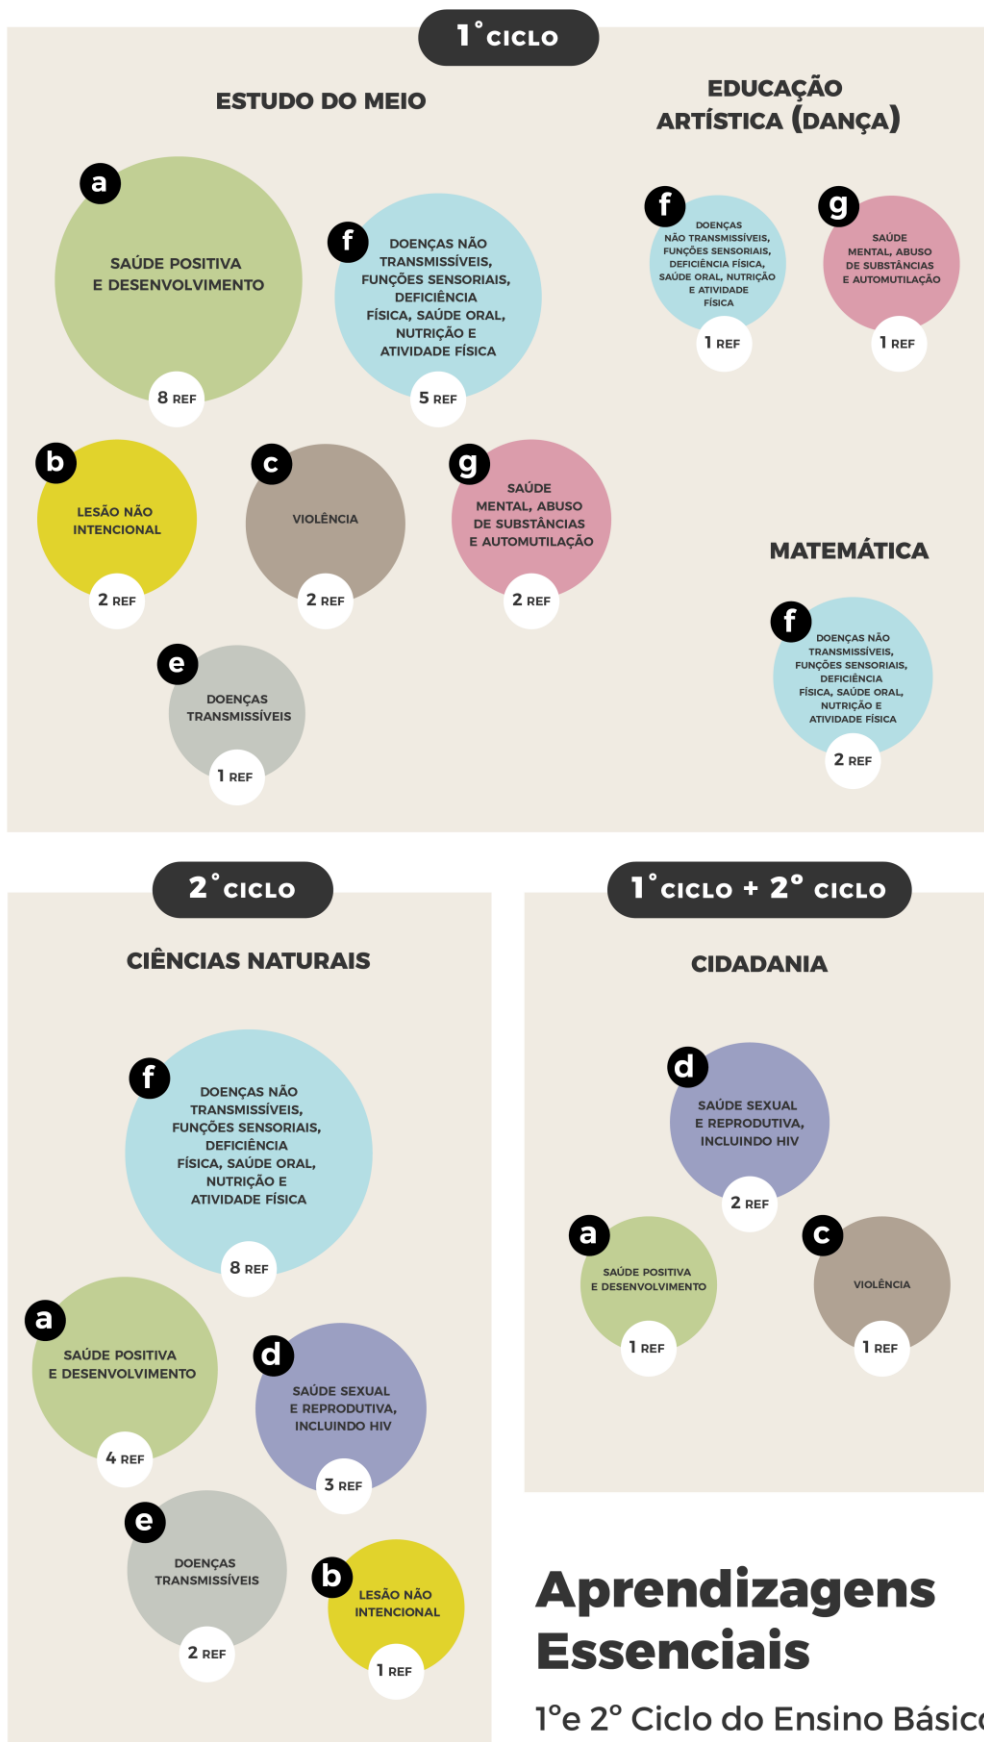 1° CICLO
ESTUDO DO MEIO
a
SAÚDE POSITIVA
E DESENVOLVIMENTO
8 REF
f
DOENÇAS NÃO
TRANSMISSÍVEIS,
FUNÇÕES SENSORIAIS,
DEFICIÊNCIA
FÍSICA, SAÚDE ORAL,
NUTRIÇÃO E
ATIVIDADE FÍSICA
5 REF
b
LESÃO NÃO
INTENCIONAL
2 REF
c
VIOLÊNCIA
2 REF
g
SAÚDE
MENTAL, ABUSO
DE SUBSTÂNCIAS
E AUTOMUTILAÇÃO
2 REF
e
DOENÇAS
TRANSMISSÍVEIS
1 REF
EDUCAÇÃO
ARTÍSTICA (DANÇA)
f
DOENÇAS
NÃO TRANSMISSÍVEIS,
FUNÇÕES SENSORIAIS,
DEFICIÊNCIA FÍSICA,
SAÚDE ORAL, NUTRIÇÃO
E ATIVIDADE
FÍSICA
1 REF
g
SAÚDE
MENTAL, ABUSO
DE SUBSTÂNCIAS
E AUTOMUTILAÇÃO
1 REF
MATEMÁTICA
f
DOENÇAS NÃO
TRANSMISSÍVEIS,
FUNÇÕES SENSORIAIS,
DEFICIÊNCIA
FÍSICA, SAÚDE ORAL,
NUTRIÇÃO E
ATIVIDADE FÍSICA
2 REF
2° CICLO
CIÊNCIAS NATURAIS
f
DOENÇAS NÃO
TRANSMISSÍVEIS,
FUNÇÕES SENSORIAIS,
DEFICIÊNCIA
FÍSICA, SAÚDE ORAL,
NUTRIÇÃO E
ATIVIDADE FÍSICA
8 REF
a
SAÚDE POSITIVA
E DESENVOLVIMENTO
4 REF
d
SAÚDE SEXUAL
E REPRODUTIVA,
INCLUINDO HIV
3 REF
e
DOENÇAS
TRANSMISSÍVEIS
2 REF
b
LESÃO NÃO
INTENCIONAL
1 REF
1° CICLO + 2º CICLO
CIDADANIA
d
SAÚDE SEXUAL
E REPRODUTIVA,
INCLUINDO HIV
2 REF
a
SAÚDE POSITIVA
E DESENVOLVIMENTO
1 REF
c
VIOLÊNCIA
1 REF
Aprendizagens
Essenciais
1º e 2º Ciclo do Ensino Básico